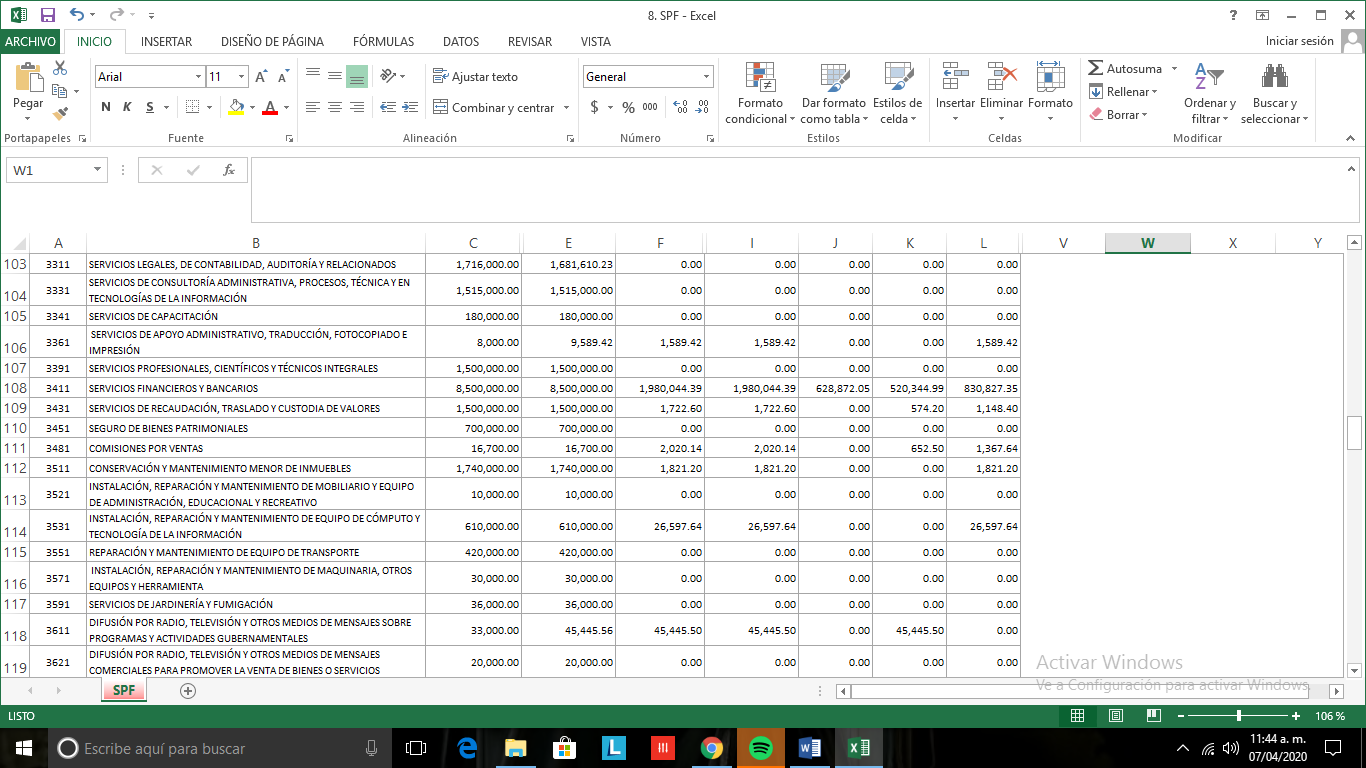 8. SPF - Excel
ARCHIVO INICIO INSERTAR DISEÑO DE PÁGINA FÓRMULAS DATOS REVISAR VISTA Iniciar sesión
Arial 11 Ajustar texto General Autosuma
Pegar N K S Combinar y centrar $ % 000 Formato condicional Dar formato como tabla Estilos de celda Insertar Eliminar Formato Rellenar Borrar Ordenar y filtrar Buscar y seleccionar
Portapapeles Fuente Alineación Número Estilos Celdas Modificar
W1 fx
A B C E F I J K L V W X Y
103 3311 SERVICIOS LEGALES, DE CONTABILIDAD, AUDITORÍA Y RELACIONADOS 1,716,000.00 1,681,610.23 0.00 0.00 0.00 0.00 0.00
104 3331 SERVICIOS DE CONSULTORÍA ADMINISTRATIVA, PROCESOS, TÉCNICA Y EN
TECNOLOGÍAS DE LA INFORMACIÓN 1,515,000.00 1,515,000.00 0.00 0.00 0.00 0.00 0.00
105 3341 SERVICIOS DE CAPACITACIÓN 180,000.00 180,000.00 0.00 0.00 0.00 0.00 0.00
106 3361 SERVICIOS DE APOYO ADMINISTRATIVO, TRADUCCIÓN, FOTOCOPIADO E
IMPRESIÓN 8,000.00 9,589.42 1,589.42 1,589.42 0.00 0.00 1,589.42
107 3391 SERVICIOS PROFESIONALES, CIENTÍFICOS Y TÉCNICOS INTEGRALES 1,500,000.00 1,500,000.00 0.00 0.00 0.00 0.00 0.00
108 3411 SERVICIOS FINANCIEROS Y BANCARIOS 8,500,000.00 8,500,000.00 1,980,044.39 1,980,044.39 628,872.05 520,344.99 830,827.35
109 3431 SERVICIOS DE RECAUDACIÓN, TRASLADO Y CUSTODIA DE VALORES 1,500,000.00 1,500,000.00 1,722.60 1,722.60 0.00 574.20 1,148.40
110 3451 SEGURO DE BIENES PATRIMONIALES 700,000.00 700,000.00 0.00 0.00 0.00 0.00 0.00
111 3481 COMISIONES POR VENTAS 16,700.00 16,700.00 2,020.14 2,020.14 0.00 652.50 1,367.64
112 3511 CONSERVACIÓN Y MANTENIMIENTO MENOR DE INMUEBLES 1,740,000.00 1,740,000.00 1,821.20 1,821.20 0.00 0.00 1,821.20
113 3521 INSTALACIÓN, REPARACIÓN Y MANTENIMIENTO DE MOBILIARIO Y EQUIPO
DE ADMINISTRACIÓN, EDUCACIONAL Y RECREATIVO 10,000.00 10,000.00 0.00 0.00 0.00 0.00 0.00
114 3531 INSTALACIÓN, REPARACIÓN Y MANTENIMIENTO DE EQUIPO DE CÓMPUTO Y
TECNOLOGÍA DE LA INFORMACIÓN 610,000.00 610,000.00 26,597.64 26,597.64 0.00 0.00 26,597.64
115 3551 REPARACIÓN Y MANTENIMIENTO DE EQUIPO DE TRANSPORTE 420,000.00 420,000.00 0.00 0.00 0.00 0.00 0.00
116 3571 INSTALACIÓN, REPARACIÓN Y MANTENIMIENTO DE MAQUINARIA, OTROS
EQUIPOS Y HERRAMIENTA 30,000.00 30,000.00 0.00 0.00 0.00 0.00 0.00
117 3591 SERVICIOS DE JARDINERÍA Y FUMIGACIÓN 36,000.00 36,000.00 0.00 0.00 0.00 0.00 0.00
118 3611 DIFUSIÓN POR RADIO, TELEVISIÓN Y OTROS MEDIOS DE MENSAJES SOBRE
PROGRAMAS Y ACTIVIDADES GUBERNAMENTALES 33,000.00 45,445.56 45,445.50 45,445.50 0.00 45,445.50 0.00
119 3621 DIFUSIÓN POR RADIO, TELEVISIÓN Y OTROS MEDIOS DE MENSAJES
COMERCIALES PARA PROMOVER LA VENTA DE BIENES O SERVICIOS 20,000.00 20,000.00 0.00 0.00 0.00 0.00 0.00
Activar Windows
Ve a Configuración para activar Windows.
SPF
LISTO 106 %
Escribe aquí para buscar 11:44 a. m.
07/04/2020